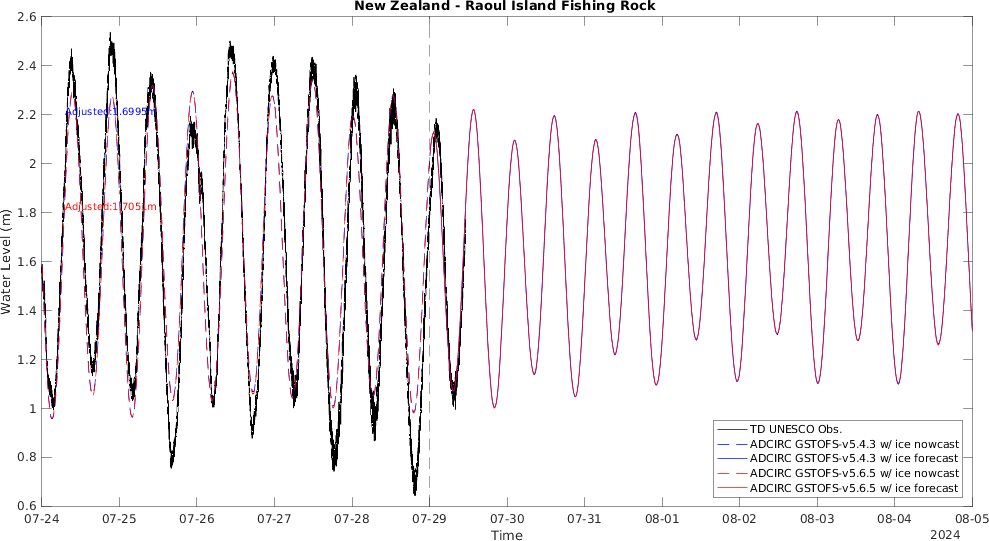 New Zealand - Raoul Island Fishing Rock
2.6
2.4
2.2
2
1.8
1.6
1.4
1.2
1
0.8
0.6
Water Level (m)
Adjusted:1.6995m
Adjusted:1.7051m
TD UNESCO Obs.
ADCIRC GSTOFS-v5.4.3 w/ ice nowcast
ADCIRC GSTOFS-v5.4.3 w/ ice forecast
ADCIRC GSTOFS-v5.6.5 w/ ice nowcast
ADCIRC GSTOFS-v5.6.5 w/ ice forecast
07-24 07-25 07-26 07-27 07-28 07-29 07-30 07-31 08-01 08-02 08-03 08-04 08-05
Time
2024